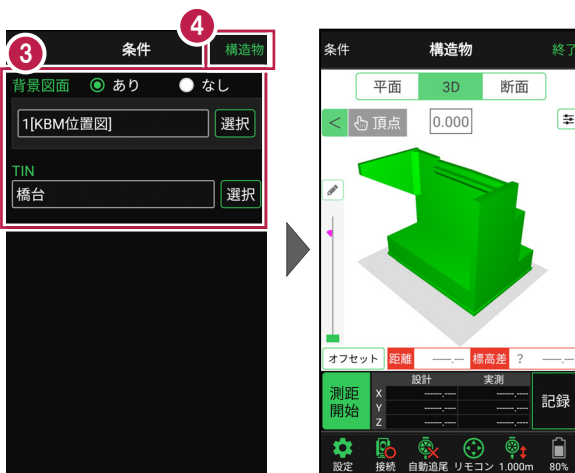 3
4
条件
構造物
背景図面
あり
なし
1[KBM位置図]
選択
TIN
橋台
選択
条件
構造物
終了
平面
3D
断面
<
頂点
0.000
オフセット
距離
------.---
標高差
?
------.---
測距
開始
設計
実測
X
------.----
------.----
Y
------.----
------.----
Z
------.----
------.----
記録
設定
接続
自動追尾
リモコン
1.000m
80%